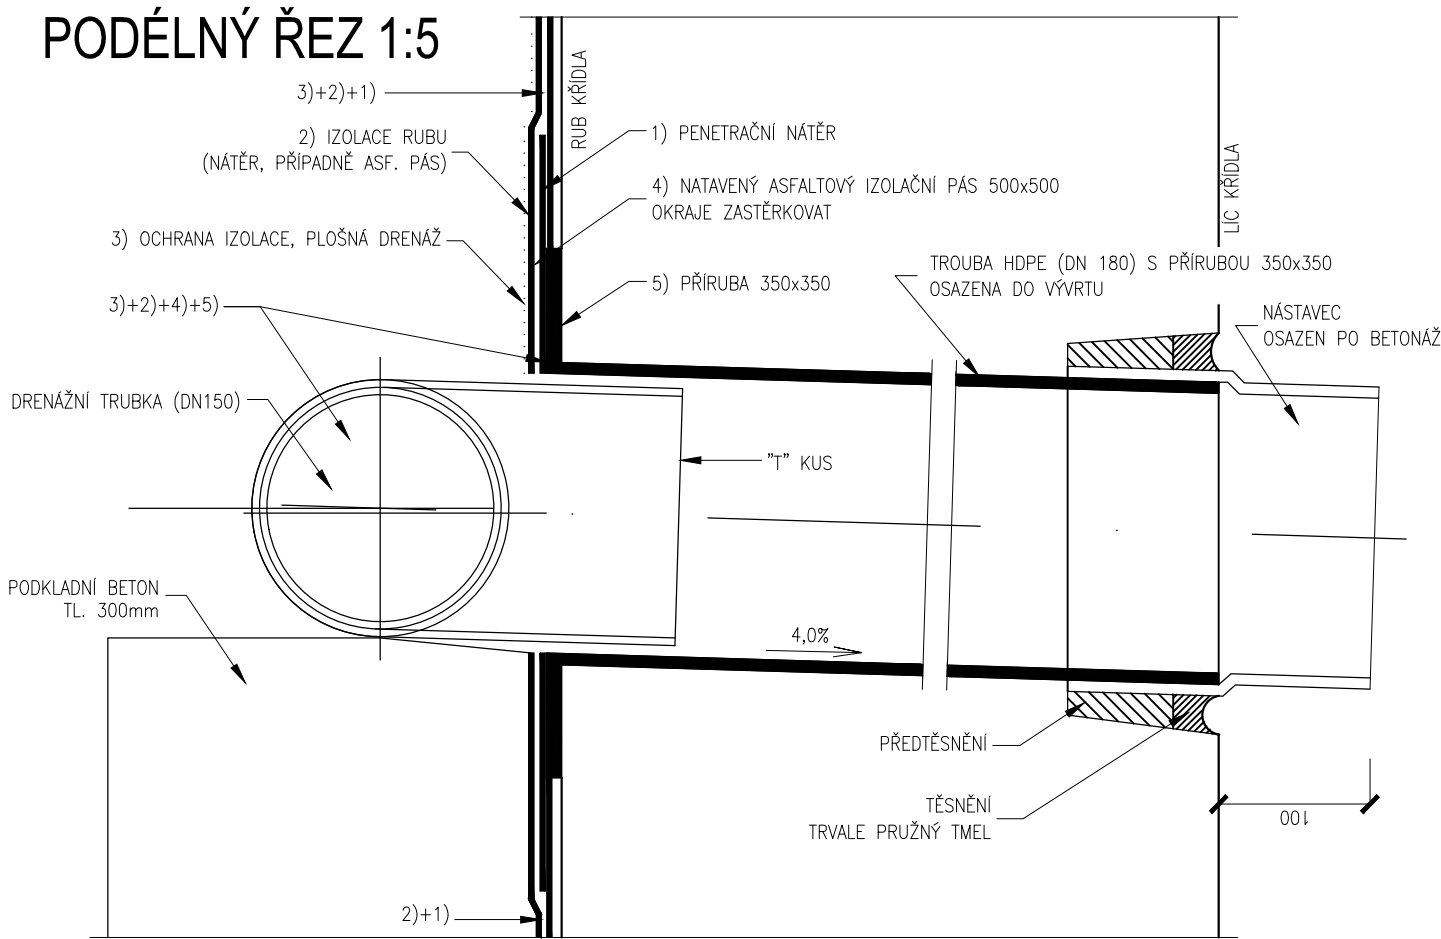 PODÉLNÝ ŘEZ 1:5
3)+2)+1)
RUB KŘÍDLA
2) IZOLACE RUBU
(NÁTĚR, PŘÍPADNĚ ASF. PÁS)
1) PENETRAČNÍ NÁTĚR
4) NATAVENÝ ASFALTOVÝ IZOLAČNÍ PÁS 500x500
OKRAJE ZASTĚRKOVAT
LÍC KŘÍDLA
3) OCHRANA IZOLACE, PLOŠNÁ DRENÁŽ
5) PŘÍRUBA 350x350
TROUBA HDPE (DN 180) S PŘÍRUBOU 350x350
OSAZENA DO VÝVRTU
3)+2)+4)+5)
NÁSTAVEC
OSAZEN PO BETONÁŽ
DRENÁŽNÍ TRUBKA (DN150)
"T" KUS
PODKLADNÍ BETON
TL. 300mm
4,0%
PŘEDTĚSNĚNÍ
TĚSNĚNÍ
TRVALE PRUŽNÝ TMEL
100
2)+1)